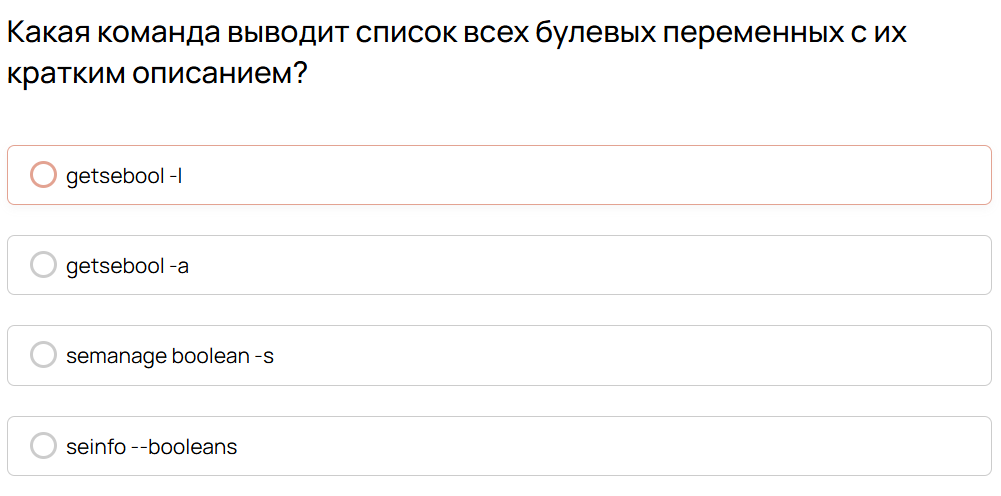 Какая команда выводит список всех булевых переменных с их
кратким описанием?
getsebool -l
getsebool -a
semanage boolean -s
seinfo --booleans